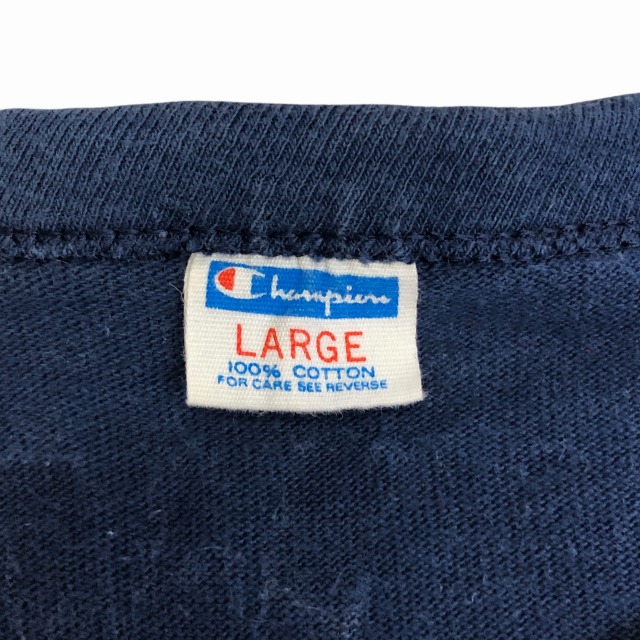 Champion
LARGE
100% COTTON
FOR CARE SEE REVERSE